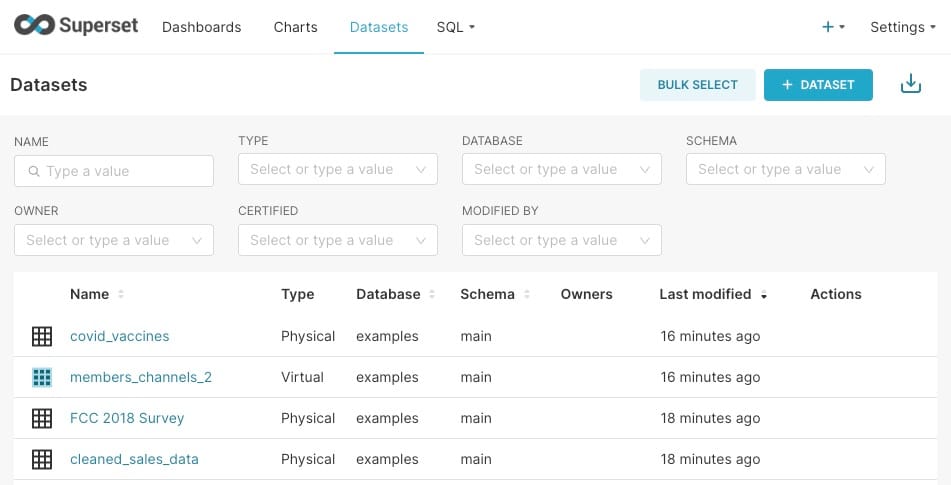 Superset Dashboards Charts Datasets SQL + Settings
Datasets BULK SELECT + DATASET
NAME TYPE DATABASE SCHEMA
Type a value Select or type a value Select or type a value Select or type a value
OWNER CERTIFIED MODIFIED BY
Select or type a value Select or type a value Select or type a value
Name Type Database Schema Owners Last modified Actions
covid_vaccines Physical examples main 16 minutes ago
members_channels_2 Virtual examples main 16 minutes ago
FCC 2018 Survey Physical examples main 18 minutes ago
cleaned_sales_data Physical examples main 18 minutes ago